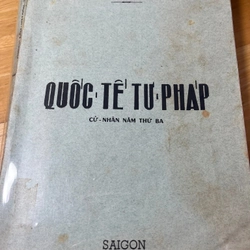 QUỐC-TẾ TƯ-PHÁP
CỬ-NHÂN NĂM THỨ BA
SAIGON